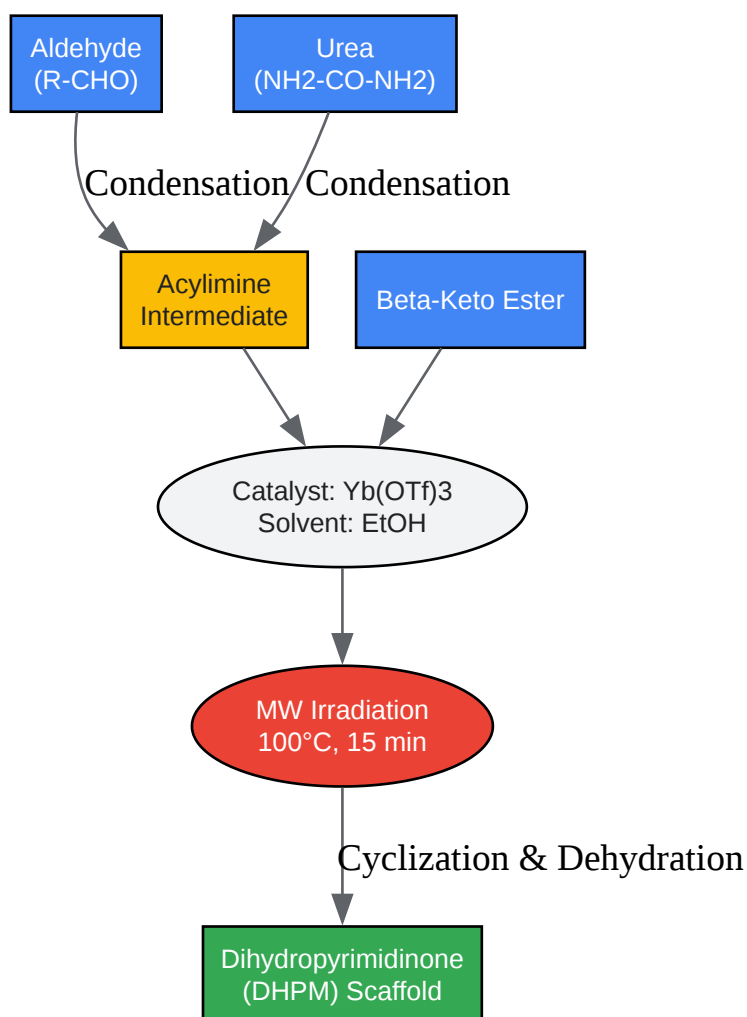 Aldehyde
(R-CHO)
Urea
(NH2-CO-NH2)
Condensation
Condensation
Acylimine
Intermediate
Beta-Keto Ester
Catalyst: Yb(OTf)3
Solvent: EtOH
MW Irradiation
100°C, 15 min
Cyclization & Dehydration
Dihydropyrimidinone
(DHPM) Scaffold